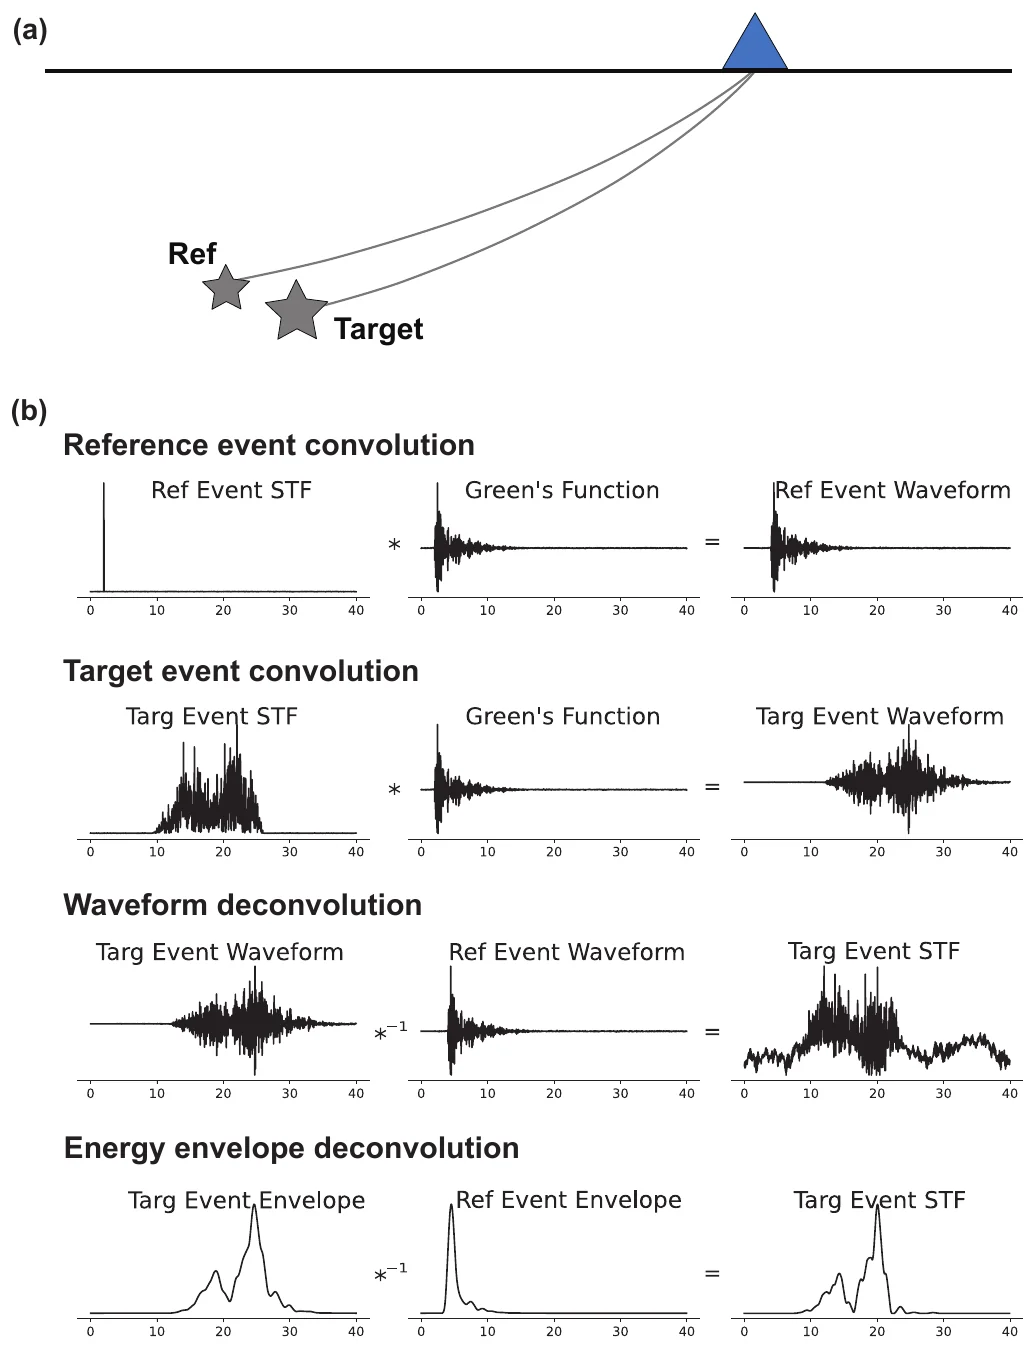 (a)
Ref
Target
(b)
Reference event convolution
Ref Event STF
Green's Function
Ref Event Waveform
* =
0 10 20 30 40 0 10 20 30 40 0 10 20 30 40
Target event convolution
Targ Event STF
Green's Function
Targ Event Waveform
* =
0 10 20 30 40 0 10 20 30 40 0 10 20 30 40
Waveform deconvolution
Targ Event Waveform
Ref Event Waveform
Targ Event STF
*⁻¹ =
0 10 20 30 40 0 10 20 30 40 0 10 20 30 40
Energy envelope deconvolution
Targ Event Envelope
Ref Event Envelope
Targ Event STF
*⁻¹ =
0 10 20 30 40 0 10 20 30 40 0 10 20 30 40